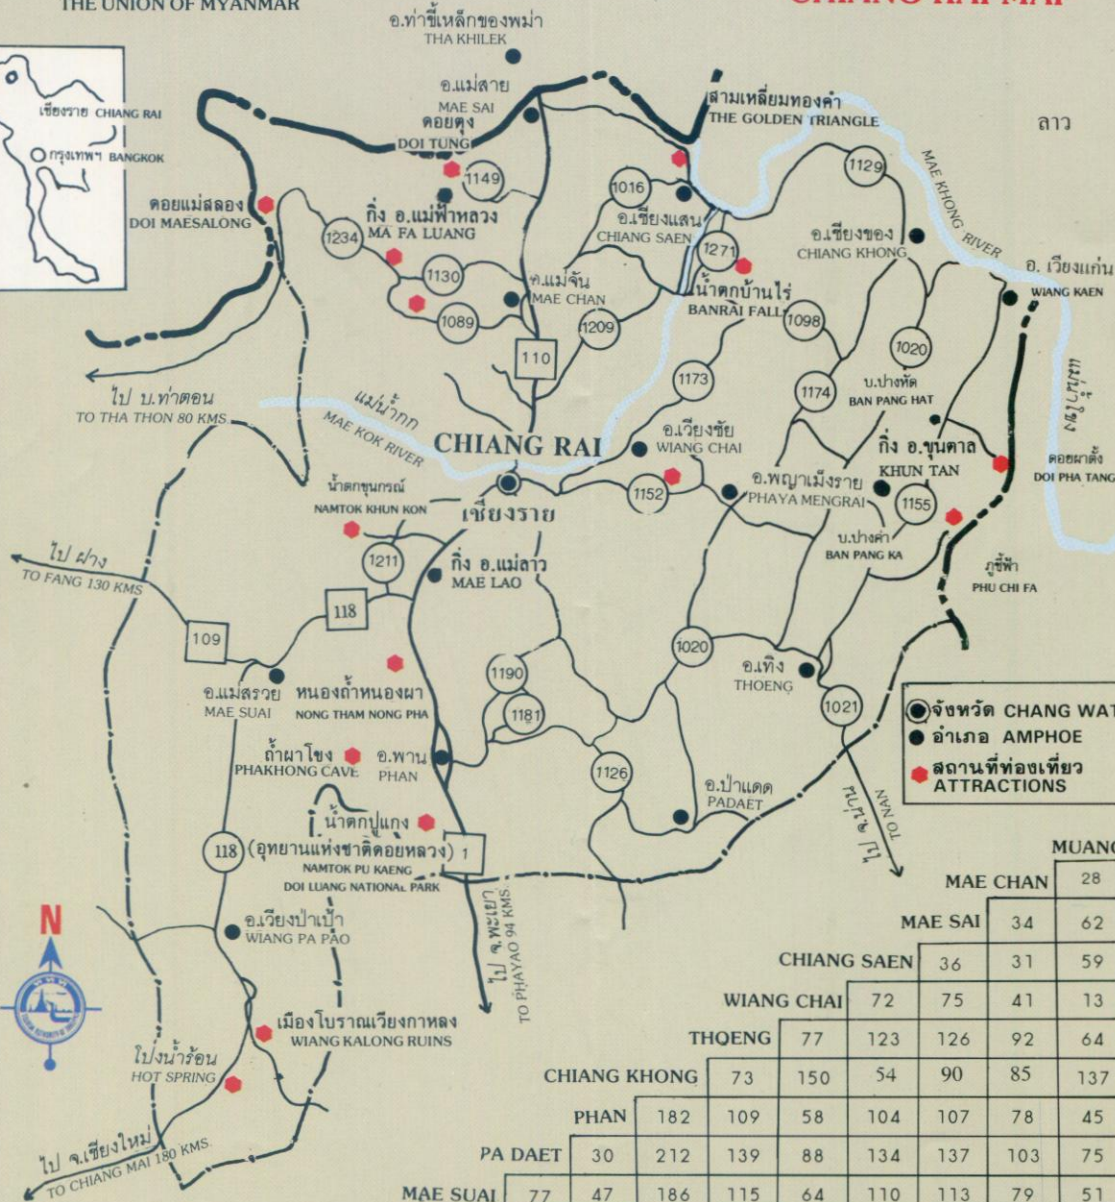 THE UNION OF MYANMAR
อ.ท่าขี้เหล็กของพม่า
THA KHILEK
อ.แม่สาย
MAE SAI
ดอยตุง
DOI TUNG
สามเหลี่ยมทองคำ
THE GOLDEN TRIANGLE
ลาว
เชียงราย CHIANG RAI
กรุงเทพฯ BANGKOK
1149
1016
1129
MAE KHONG RIVER
ดอยแม่สลอง
DOI MAESALONG
กิ่ง อ.แม่ฟ้าหลวง
MA FA LUANG
1234
อ.เชียงแสน
CHIANG SAEN
1271
อ.เชียงของ
CHIANG KHONG
อ. เวียงแก่น
WIANG KAEN
1130
1089
อ.แม่จัน
MAE CHAN
น้ำตกบ้านไร่
BANRAI FALL
1209
1098
1020
110
1173
1174
บ.ปางหัด
BAN PANG HAT
แม่น้ำโขง
ไป บ.ท่าตอน
TO THA THON 80 KMS
แม่น้ำกก
MAE KOK RIVER
CHIANG RAI
เชียงราย
อ.เวียงชัย
WIANG CHAI
กิ่ง อ.ขุนตาล
KHUN TAN
ดอยผาตั้ง
DOI PHA TANG
น้ำตกขุนกรณ์
NAMTOK KHUN KON
1152
อ.พญาเม็งราย
PHAYA MENGRAI
1155
บ.ปางค่า
BAN PANG KA
ภูชี้ฟ้า
PHU CHI FA
ไป ฝาง
TO FANG 130 KMS
1211
กิ่ง อ.แม่ลาว
MAE LAO
118
109
1020
อ.เทิง
THOENG
1021
อ.แม่สรวย
MAE SUAI
หนองถ้ำหนองผา
NONG THAM NONG PHA
1190
1181
จังหวัด CHANG WAT
อำเภอ AMPHOE
สถานที่ท่องเที่ยว
ATTRACTIONS
ถ้ำผาโขง
PHAKHONG CAVE
อ.พาน
PHAN
1126
อ.ป่าแดด
PADAET
ไป จ.น่าน
TO NAN
น้ำตกปูแกง
118
(อุทยานแห่งชาติดอยหลวง)
1
NAMTOK PU KAENG
DOI LUANG NATIONAL PARK
ไป จ.พะเยา
TO PHAYAO 94 KMS.
N
อ.เวียงป่าเป้า
WIANG PA PAO
เมืองโบราณเวียงกาหลง
WIANG KALONG RUINS
โป่งน้ำร้อน
HOT SPRING
ไป จ.เชียงใหม่
TO CHIANG MAI 180 KMS.
MUANG
MAE CHAN 28
MAE SAI 34 62
CHIANG SAEN 36 31 59
WIANG CHAI 72 75 41 13
THOENG 77 123 126 92 64
CHIANG KHONG 73 150 54 90 85 137
PHAN 182 109 58 104 107 78 45
PA DAET 30 212 139 88 134 137 103 75
MAE SUAI 77 47 186 115 64 110 113 79 51